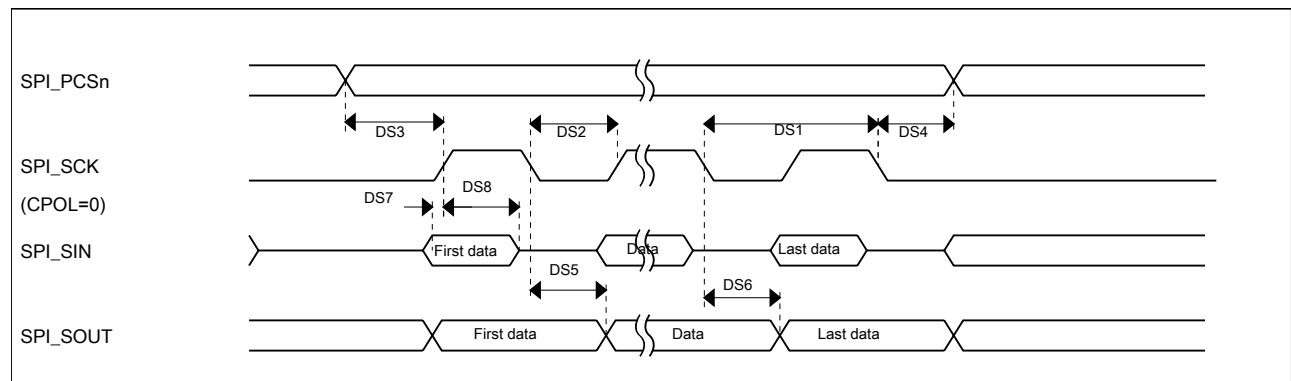 SPI_PCSn
DS3
DS2
DS1
DS4
SPI_SCK
(CPOL=0)
DS7
DS8
SPI_SIN
First data
Data
Last data
DS5
DS6
SPI_SOUT
First data
Data
Last data